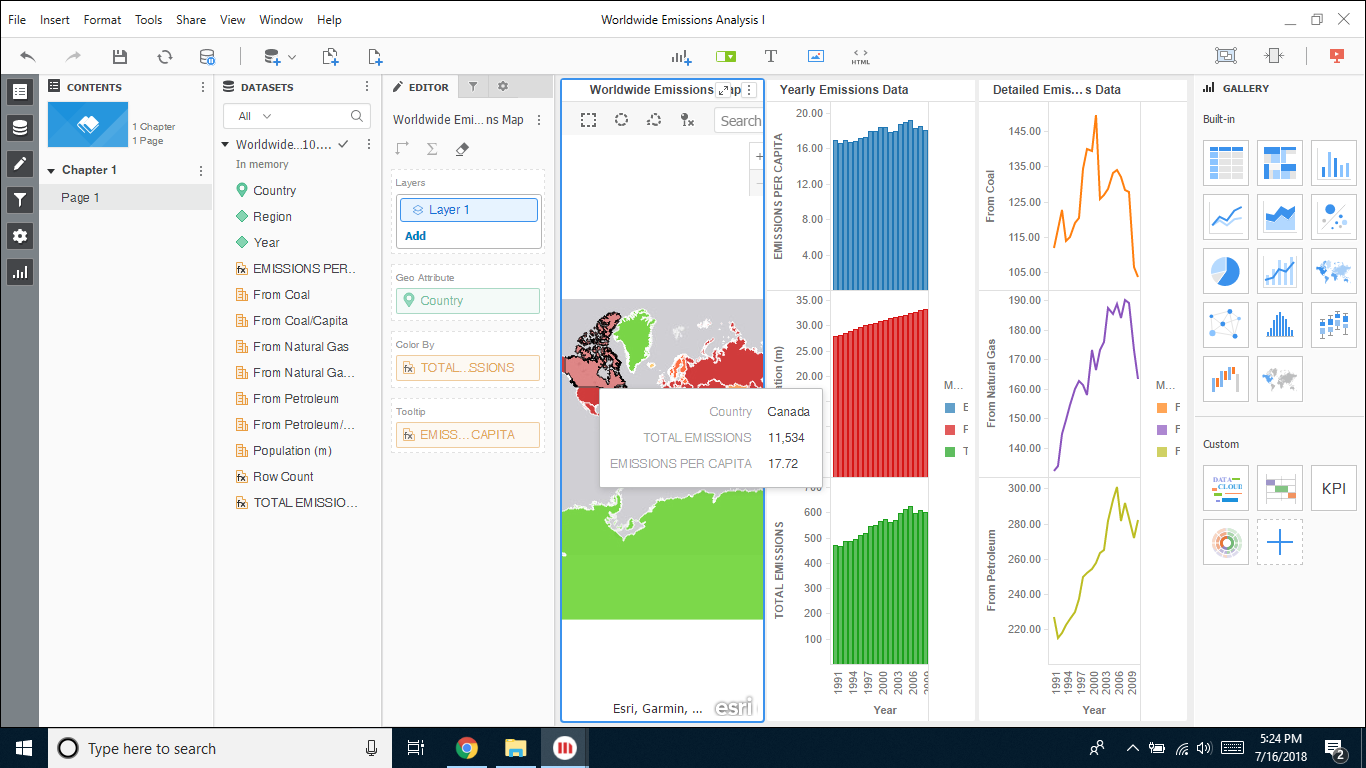 File Insert Format Tools Share View Window Help
Worldwide Emissions Analysis I
HTML
CONTENTS
1 Chapter
1 Page
Chapter 1
Page 1
DATASETS
All
Worldwide...10....
In memory
Country
Region
Year
EMISSIONS PER...
From Coal
From Coal/Capita
From Natural Gas
From Natural Ga...
From Petroleum
From Petroleum/...
Population (m)
Row Count
TOTAL EMISSIO...
EDITOR
Worldwide Emi...ns Map
Layers
Layer 1
Add
Geo Attribute
Country
Color By
TOTAL...SSIONS
Tooltip
EMISS... CAPITA
Worldwide Emissions Map
Search
Country Canada
TOTAL EMISSIONS 11,534
EMISSIONS PER CAPITA 17.72
Esri, Garmin, ...
esri
Yearly Emissions Data
EMISSIONS PER CAPITA
20.00
16.00
12.00
8.00
4.00
35.00
30.00
25.00
20.00
600
500
400
300
200
100
TOTAL EMISSIONS
1991 1994 1997 2000 2003 2006
Year
M...
E
F
T
Detailed Emis...s Data
From Coal
145.00
135.00
125.00
115.00
105.00
From Natural Gas
190.00
180.00
170.00
160.00
150.00
140.00
From Petroleum
300.00
280.00
260.00
240.00
220.00
1991 1994 1997 2000 2003 2006 2009
Year
M...
F
F
F
GALLERY
Built-in
Custom
DATA
CLOUD
KPI
Type here to search
5:24 PM
7/16/2018
2